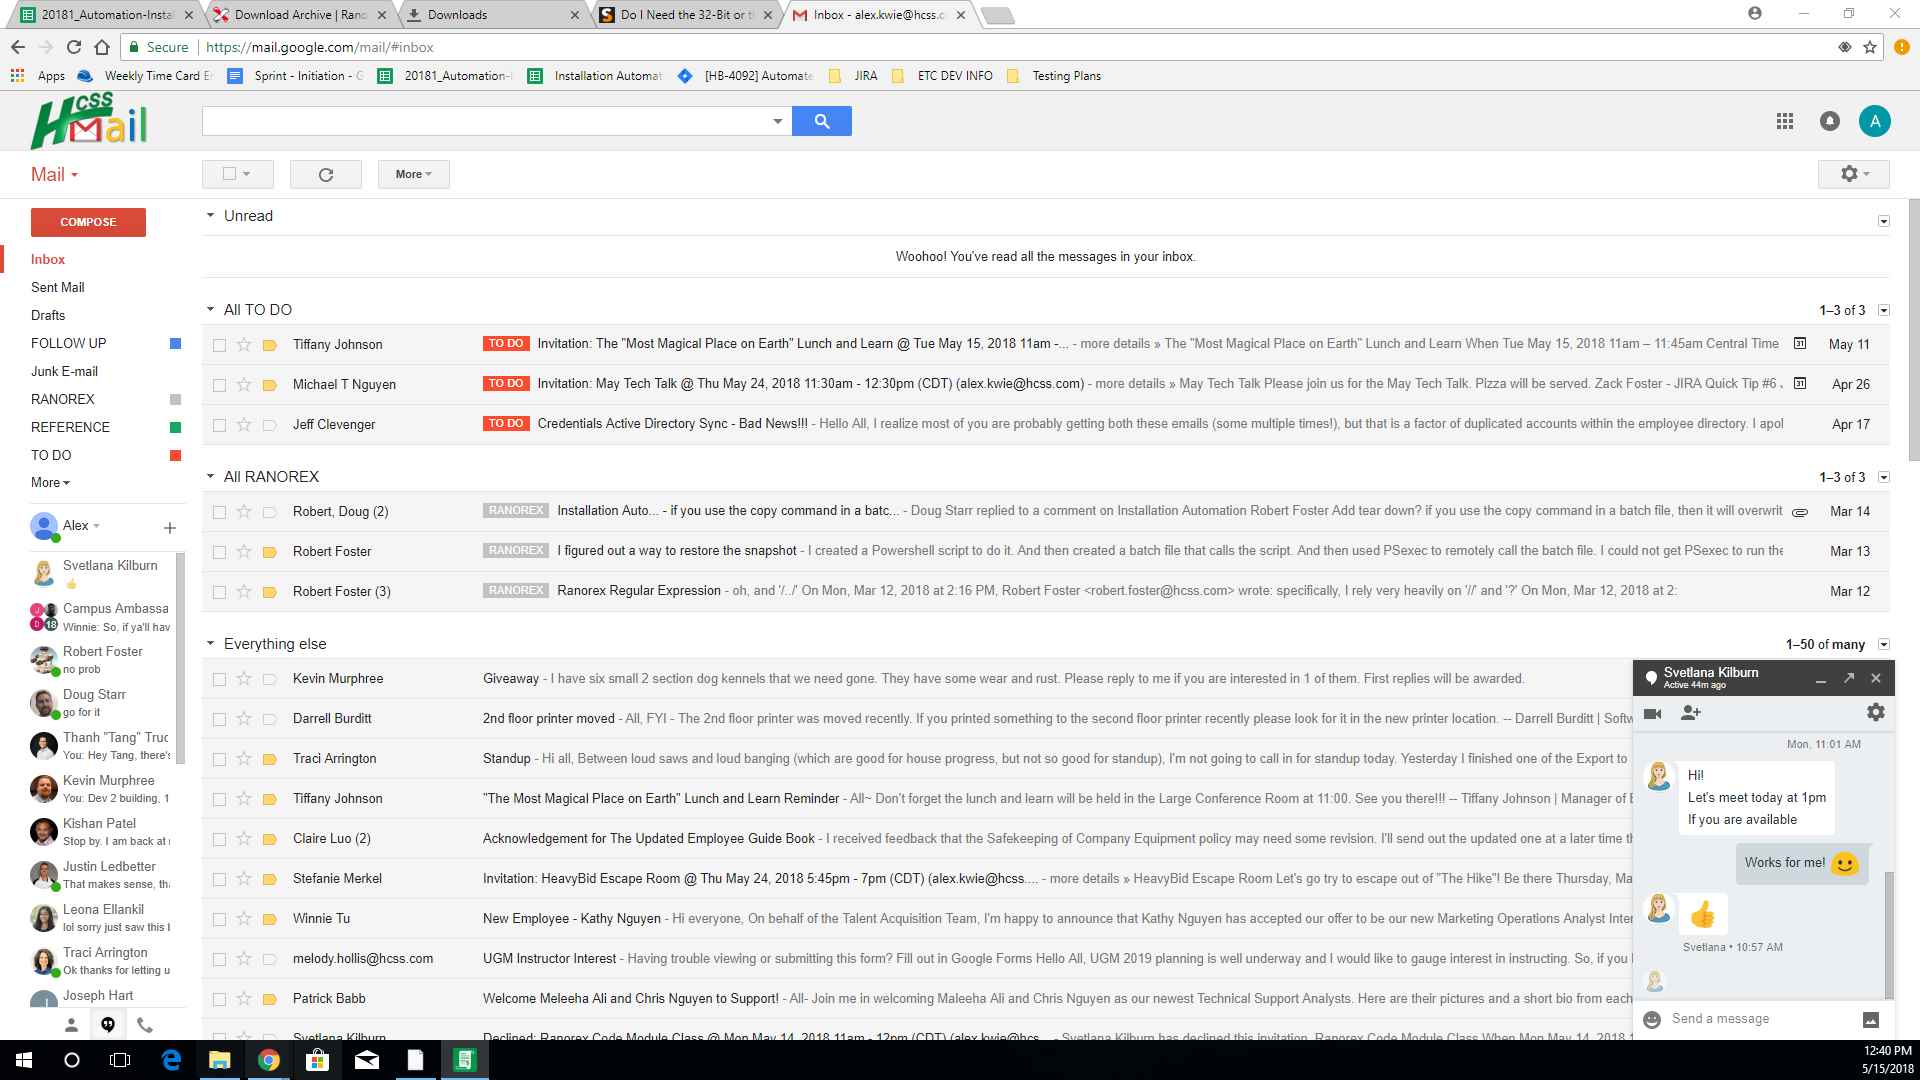 20181_Automation-Instal
Download Archive | Rano
Downloads
Do I Need the 32-Bit or th
Inbox - alex.kwie@hcss.c
Secure
https://mail.google.com/mail/#inbox
Apps
Weekly Time Card En
Sprint - Initiation - G
20181_Automation-I
Installation Automat
[HB-4092] Automate
JIRA
ETC DEV INFO
Testing Plans
HCSS Mail
A
Mail
More
COMPOSE
Inbox
Sent Mail
Drafts
FOLLOW UP
Junk E-mail
RANOREX
REFERENCE
TO DO
More
Alex
Svetlana Kilburn
Campus Ambassa
J
D
18
Winnie: So, if ya'll hav
Robert Foster
no prob
Doug Starr
go for it
Thanh "Tang" Truc
You: Hey Tang, there's
Kevin Murphree
You: Dev 2 building. 1
Kishan Patel
Stop by. I am back at
Justin Ledbetter
That makes sense, tha
Leona Ellankil
lol sorry just saw this
Traci Arrington
Ok thanks for letting u
Joseph Hart
Unread
Woohoo! You've read all the messages in your inbox.
All TO DO
1–3 of 3
Tiffany Johnson TO DO Invitation: The "Most Magical Place on Earth" Lunch and Learn @ Tue May 15, 2018 11am -... - more details » The "Most Magical Place on Earth" Lunch and Learn When Tue May 15, 2018 11am – 11:45am Central Time 31 May 11
Michael T Nguyen TO DO Invitation: May Tech Talk @ Thu May 24, 2018 11:30am - 12:30pm (CDT) (alex.kwie@hcss.com) - more details » May Tech Talk Please join us for the May Tech Talk. Pizza will be served. Zack Foster - JIRA Quick Tip #6 31 Apr 26
Jeff Clevenger TO DO Credentials Active Directory Sync - Bad News!!! - Hello All, I realize most of you are probably getting both these emails (some multiple times!), but that is a factor of duplicated accounts within the employee directory. I apol Apr 17
All RANOREX
1–3 of 3
Robert, Doug (2) RANOREX Installation Auto... - if you use the copy command in a batc... - Doug Starr replied to a comment on Installation Automation Robert Foster Add tear down? if you use the copy command in a batch file, then it will overwrit Mar 14
Robert Foster RANOREX I figured out a way to restore the snapshot - I created a Powershell script to do it. And then created a batch file that calls the script. And then used PSexec to remotely call the batch file. I could not get PSexec to run the Mar 13
Robert Foster (3) RANOREX Ranorex Regular Expression - oh, and '/../' On Mon, Mar 12, 2018 at 2:16 PM, Robert Foster <robert.foster@hcss.com> wrote: specifically, I rely very heavily on '//' and '?' On Mon, Mar 12, 2018 at 2: Mar 12
Everything else
1–50 of many
Kevin Murphree Giveaway - I have six small 2 section dog kennels that we need gone. They have some wear and rust. Please reply to me if you are interested in 1 of them. First replies will be awarded.
Darrell Burditt 2nd floor printer moved - All, FYI - The 2nd floor printer was moved recently. If you printed something to the second floor printer recently please look for it in the new printer location. -- Darrell Burditt | Softw
Traci Arrington Standup - Hi all, Between loud saws and loud banging (which are good for house progress, but not so good for standup), I'm not going to call in for standup today. Yesterday I finished one of the Export to
Tiffany Johnson "The Most Magical Place on Earth" Lunch and Learn Reminder - All~ Don't forget the lunch and learn will be held in the Large Conference Room at 11:00. See you there!!! -- Tiffany Johnson | Manager of
Claire Luo (2) Acknowledgement for The Updated Employee Guide Book - I received feedback that the Safekeeping of Company Equipment policy may need some revision. I'll send out the updated one at a later time th
Stefanie Merkel Invitation: HeavyBid Escape Room @ Thu May 24, 2018 5:45pm - 7pm (CDT) (alex.kwie@hcss.... - more details » HeavyBid Escape Room Let's go try to escape out of "The Hike"! Be there Thursday, Ma
Winnie Tu New Employee - Kathy Nguyen - Hi everyone, On behalf of the Talent Acquisition Team, I'm happy to announce that Kathy Nguyen has accepted our offer to be our new Marketing Operations Analyst Inter
melody.hollis@hcss.com UGM Instructor Interest - Having trouble viewing or submitting this form? Fill out in Google Forms Hello All, UGM 2019 planning is well underway and I would like to gauge interest in instructing. So, if you
Patrick Babb Welcome Meleeha Ali and Chris Nguyen to Support! - All- Join me in welcoming Maleeha Ali and Chris Nguyen as our newest Technical Support Analysts. Here are their pictures and a short bio from each
Svetlana Kilburn Declined: Ranorex Code Module Class @ Mon May 14, 2018 11am - 12pm (CDT) (alex.kwie@hcs... - Svetlana Kilburn has declined this invitation. Ranorex Code Module Class When Mon May 14, 2018
Svetlana Kilburn
Active 44m ago
Mon, 11:01 AM
Hi!
Let's meet today at 1pm
If you are available
Works for me!
Svetlana • 10:57 AM
Send a message
12:40 PM
5/15/2018